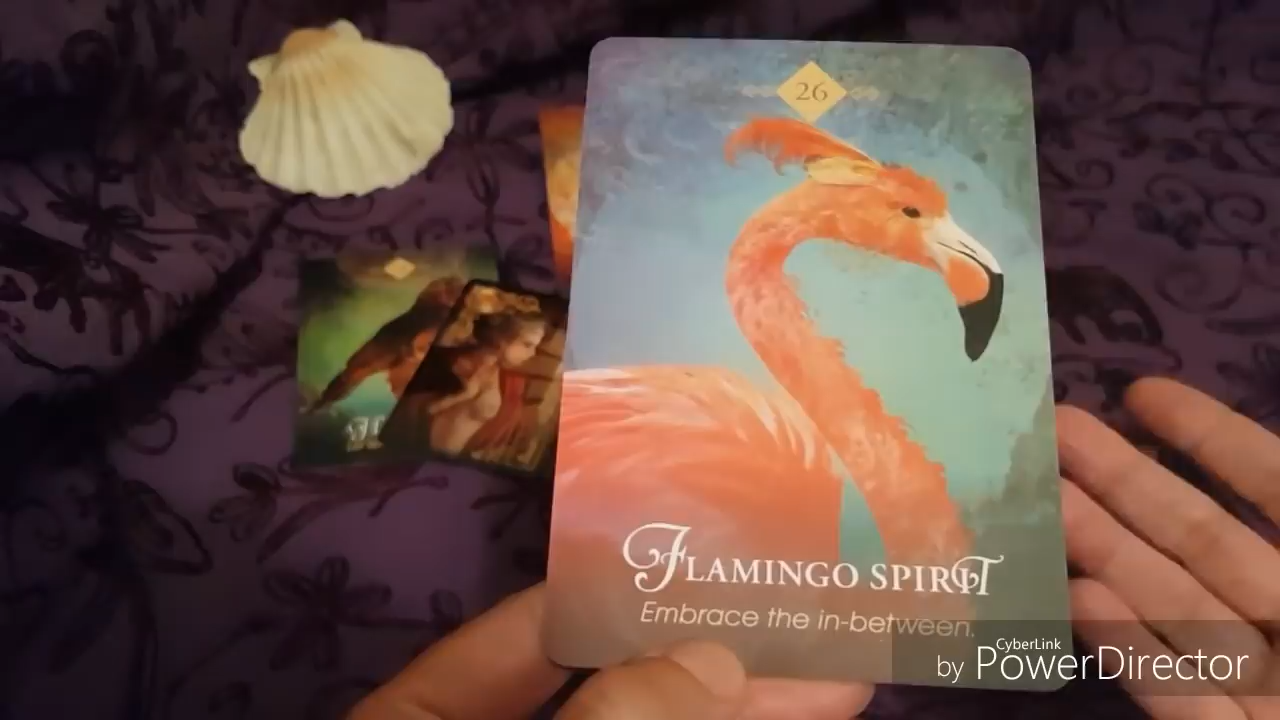 26
FLAMINGO SPIRIT
Embrace the in-between.
CyberLink
by PowerDirector